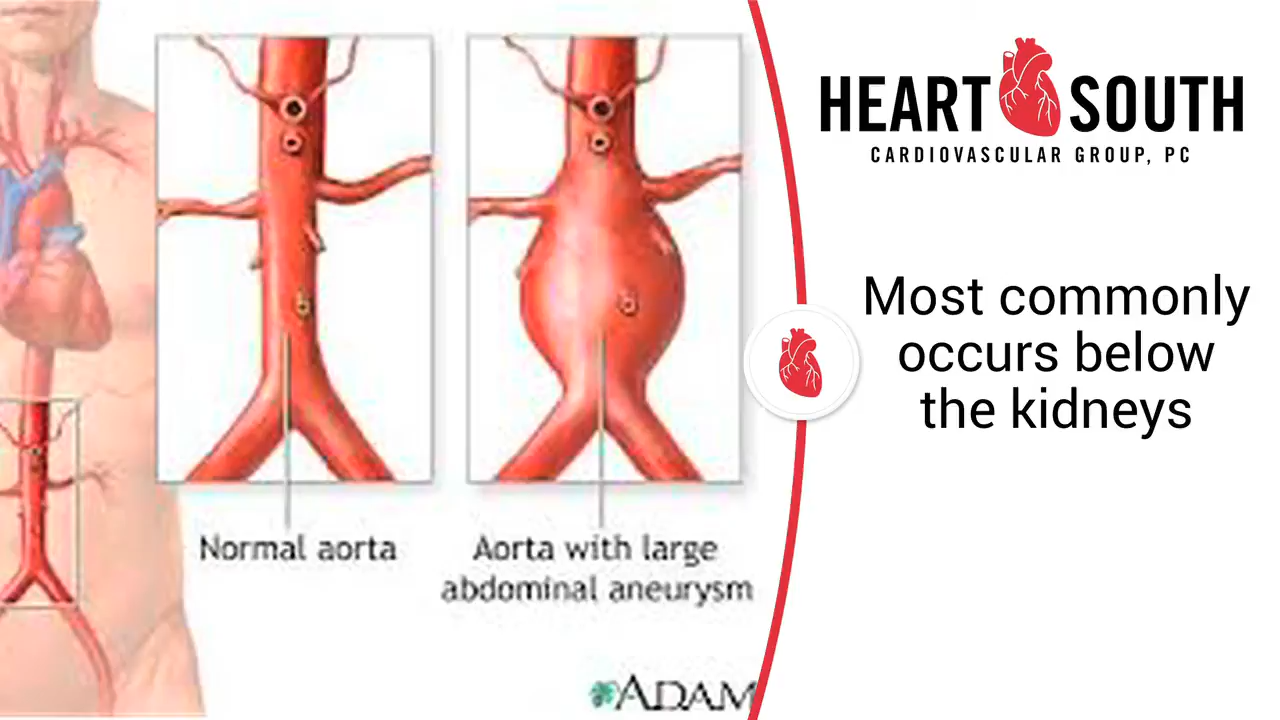 HEART SOUTH
CARDIOVASCULAR GROUP, PC
Most commonly
occurs below
the kidneys
Normal aorta
Aorta with large
abdominal aneurysm
ADAM